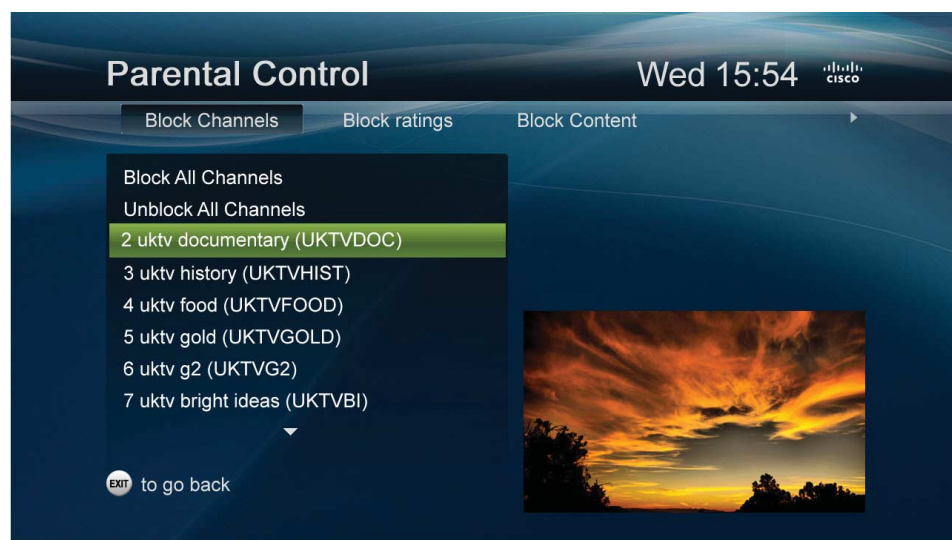 Parental Control
Wed 15:54
cisco
Block Channels
Block ratings
Block Content
Block All Channels
Unblock All Channels
2 uktv documentary (UKTVDOC)
3 uktv history (UKTVHIST)
4 uktv food (UKTVFOOD)
5 uktv gold (UKTVGOLD)
6 uktv g2 (UKTVG2)
7 uktv bright ideas (UKTVBI)
EXIT to go back